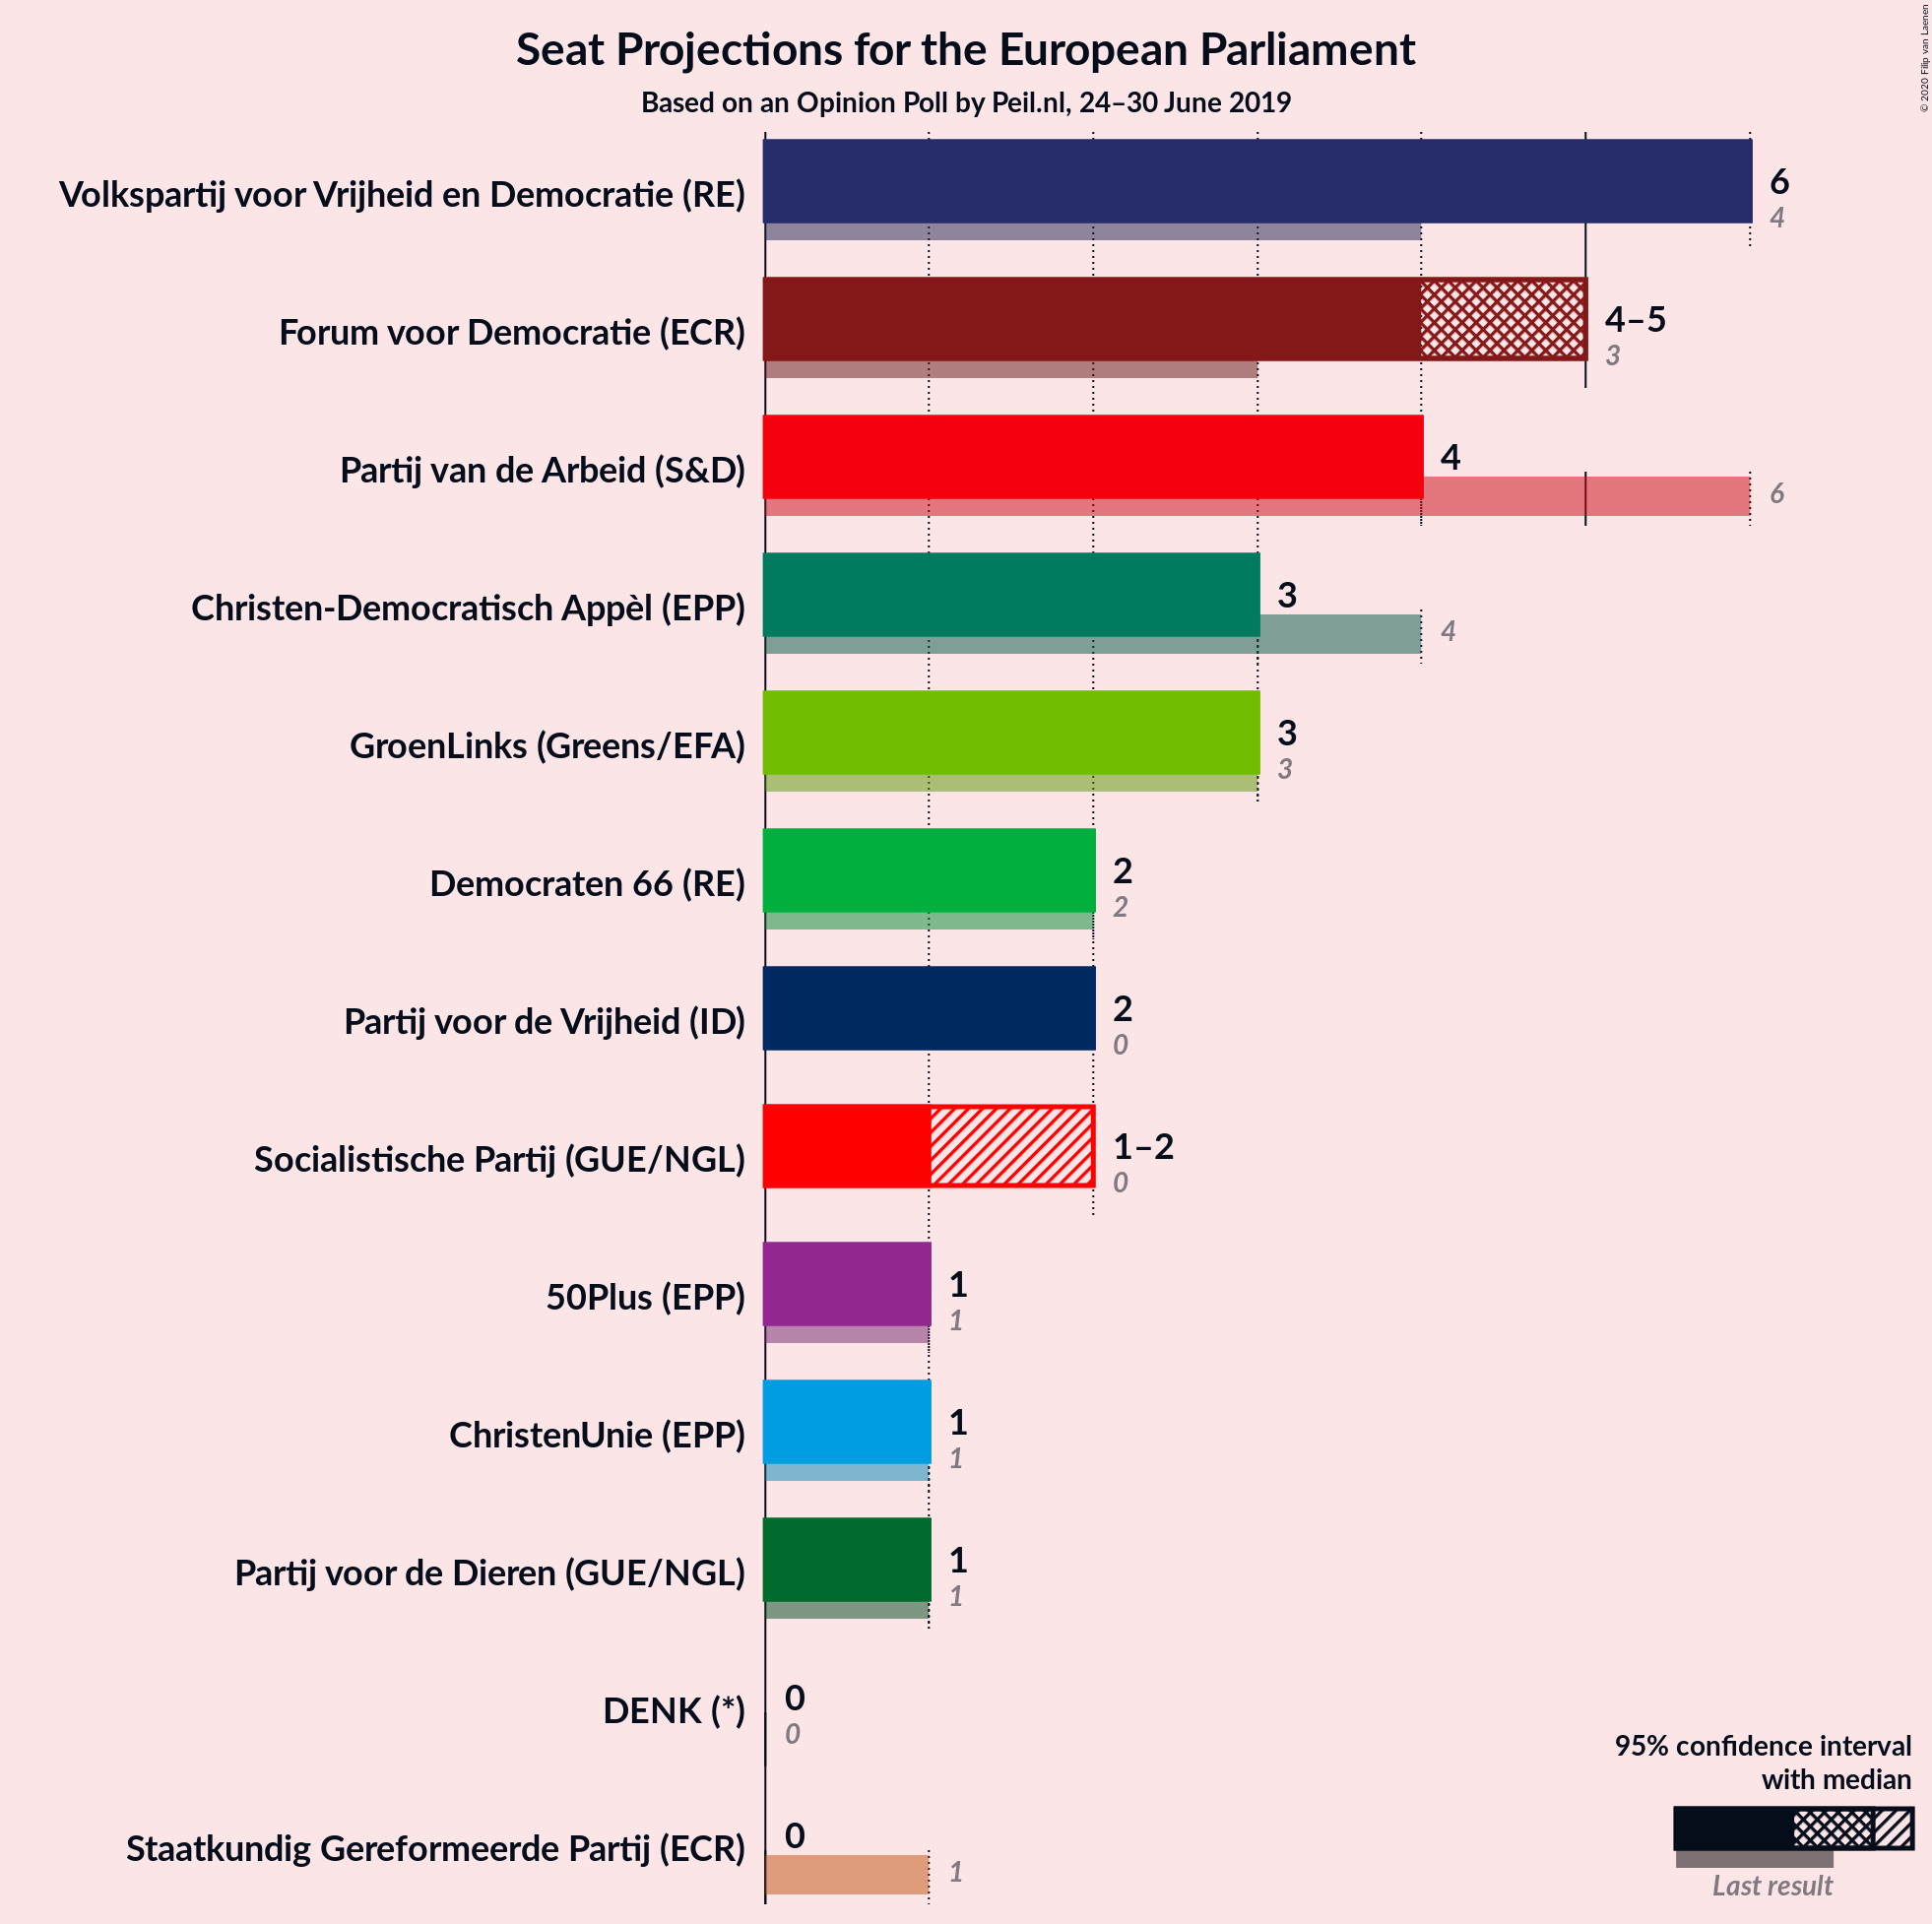 Seat Projections for the European Parliament
Based on an Opinion Poll by Peil.nl, 24–30 June 2019
© 2020 Filip van Laenen
Volkspartij voor Vrijheid en Democratie (RE)
6
4
Forum voor Democratie (ECR)
4–5
3
Partij van de Arbeid (S&D)
4
6
Christen-Democratisch Appèl (EPP)
3
4
GroenLinks (Greens/EFA)
3
3
Democraten 66 (RE)
2
2
Partij voor de Vrijheid (ID)
2
0
Socialistische Partij (GUE/NGL)
1–2
0
50Plus (EPP)
1
1
ChristenUnie (EPP)
1
1
Partij voor de Dieren (GUE/NGL)
1
1
DENK (*)
0
0
Staatkundig Gereformeerde Partij (ECR)
0
1
95% confidence interval
with median
Last result